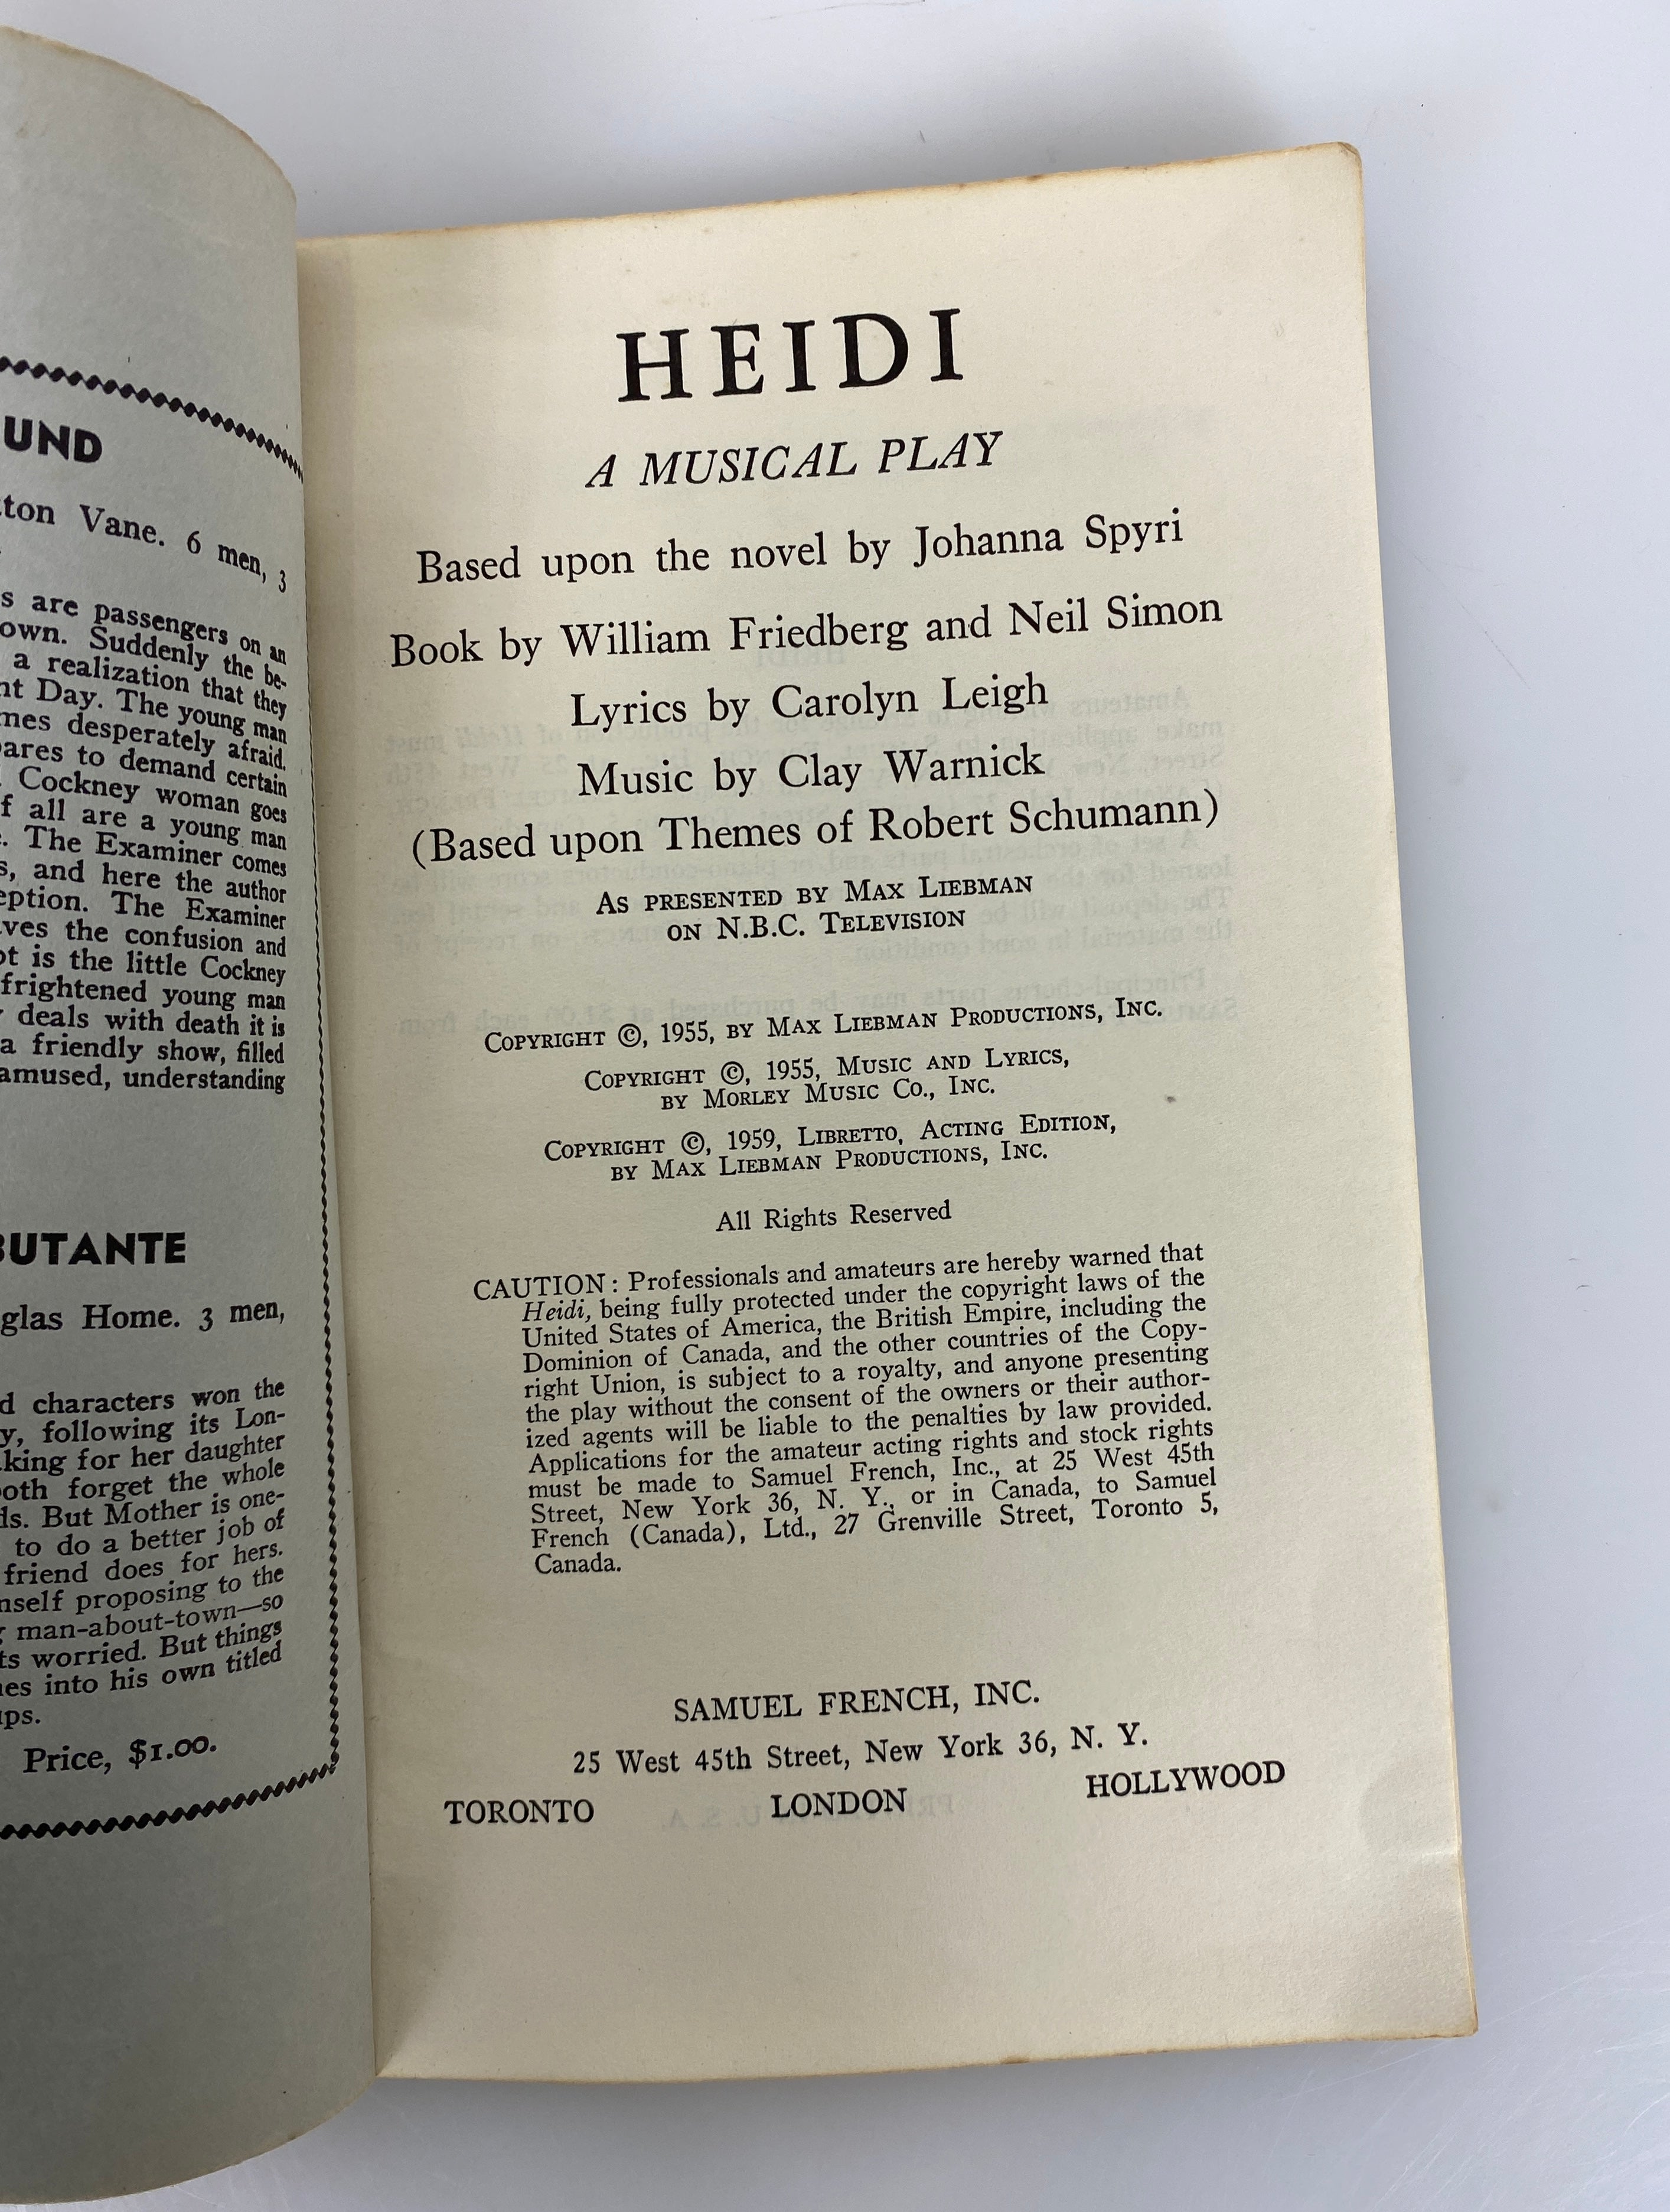 UND
ton Vane. 6 men, 3
s are passengers on an
own. Suddenly the be-
a realization that they
nt Day. The young man
mes desperately afraid.
pares to demand certain
Cockney woman goes
f all are a young man
e. The Examiner comes
s, and here the author
eption. The Examiner
ves the confusion and
ot is the little Cockney
frightened young man
deals with death it is
a friendly show, filled
amused, understanding
BUTANTE
glas Home. 3 men,
d characters won the
y, following its Lon-
king for her daughter
both forget the whole
ds. But Mother is one-
to do a better job of
friend does for hers.
mself proposing to the
man-about-town—so
ts worried. But things
nes into his own titled
ups.
Price, $1.00.
HEIDI
A MUSICAL PLAY
Based upon the novel by Johanna Spyri
Book by William Friedberg and Neil Simon
Lyrics by Carolyn Leigh
Music by Clay Warnick
(Based upon Themes of Robert Schumann)
AS PRESENTED BY MAX LIEBMAN
ON N.B.C. TELEVISION
COPYRIGHT ©, 1955, BY MAX LIEBMAN PRODUCTIONS, INC.
COPYRIGHT ©, 1955, MUSIC AND LYRICS,
BY MORLEY MUSIC CO., INC.
COPYRIGHT ©, 1959, LIBRETTO, ACTING EDITION,
BY MAX LIEBMAN PRODUCTIONS, INC.
All Rights Reserved
CAUTION: Professionals and amateurs are hereby warned that
Heidi, being fully protected under the copyright laws of the
United States of America, the British Empire, including the
Dominion of Canada, and the other countries of the Copy-
right Union, is subject to a royalty, and anyone presenting
the play without the consent of the owners or their author-
ized agents will be liable to the penalties by law provided.
Applications for the amateur acting rights and stock rights
must be made to Samuel French, Inc., at 25 West 45th
Street, New York 36, N. Y., or in Canada, to Samuel
French (Canada), Ltd., 27 Grenville Street, Toronto 5,
Canada.
SAMUEL FRENCH, INC.
25 West 45th Street, New York 36, N. Y.
TORONTO LONDON HOLLYWOOD